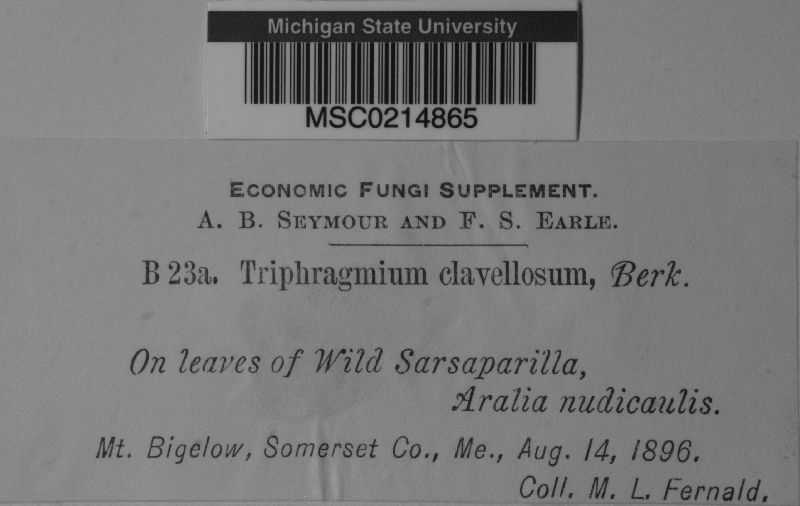 Michigan State University
MSC0214865
ECONOMIC FUNGI SUPPLEMENT.
A. B. SEYMOUR AND F. S. EARLE.
B 23a. Triphragmium clavellosum, Berk.
On leaves of Wild Sarsaparilla,
Aralia nudicaulis.
Mt. Bigelow, Somerset Co., Me., Aug. 14, 1896.
Coll. M. L. Fernald.